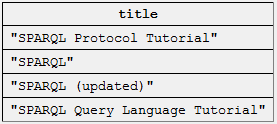 title
"SPARQL Protocol Tutorial"
"SPARQL"
"SPARQL (updated)"
"SPARQL Query Language Tutorial"